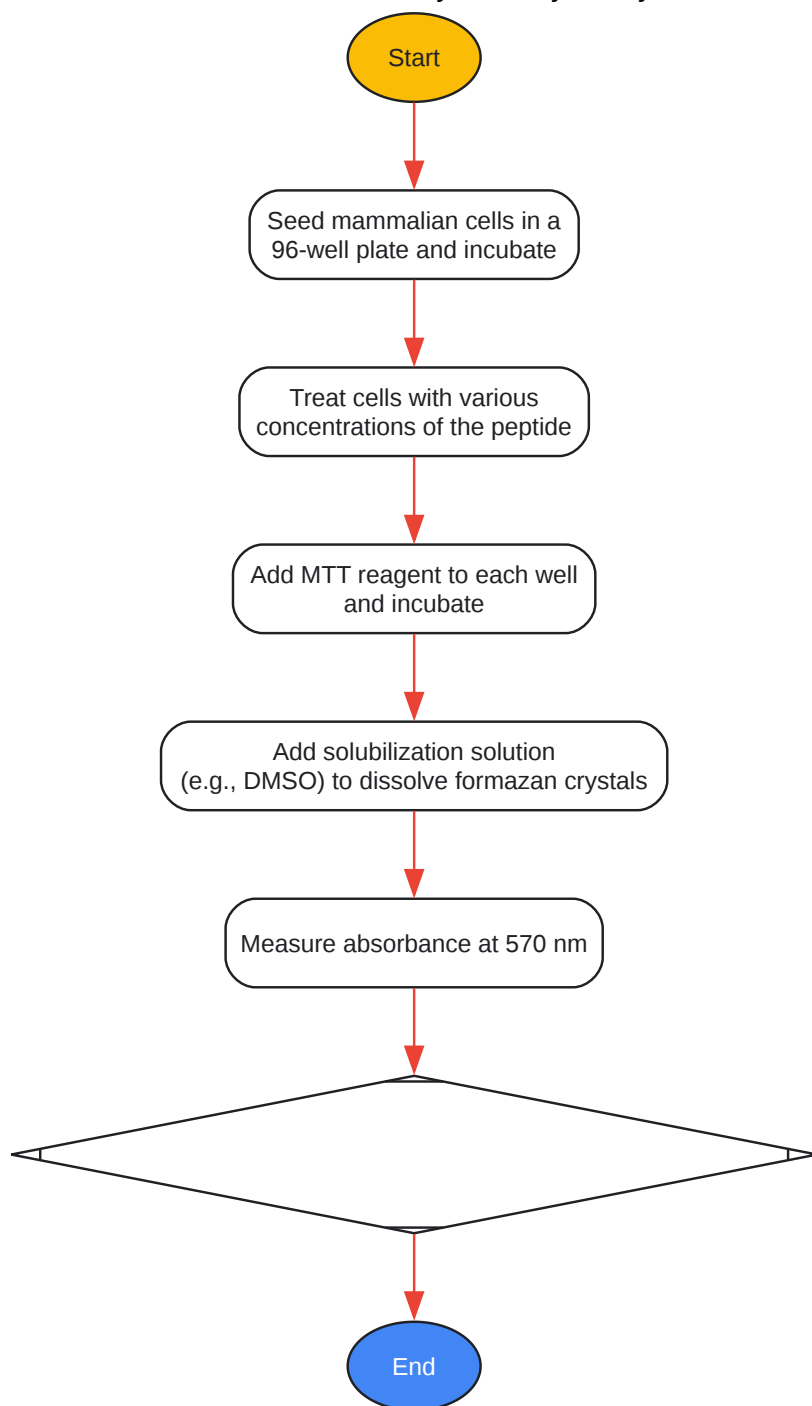 Start
Seed mammalian cells in a
96-well plate and incubate
Treat cells with various
concentrations of the peptide
Add MTT reagent to each well
and incubate
Add solubilization solution
(e.g., DMSO) to dissolve formazan crystals
Measure absorbance at 570 nm
End